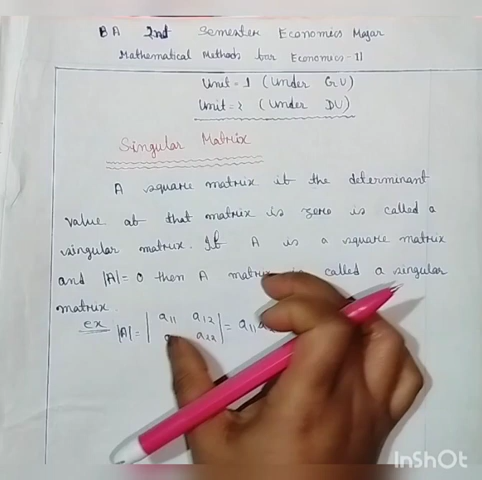 BA 2nd Semester Economics Major
Mathematical Methods for Economics-II
Unit-1 (Under GU)
Unit-2 (Under DU)
Singular Matrix
A square matrix if the determinant
value of that matrix is zero is called a
singular matrix. If A is a square matrix
and |A|=0 then A matrix is called a singular
matrix.
ex |A| = | a11 a12
a22 | = a11
InShOt